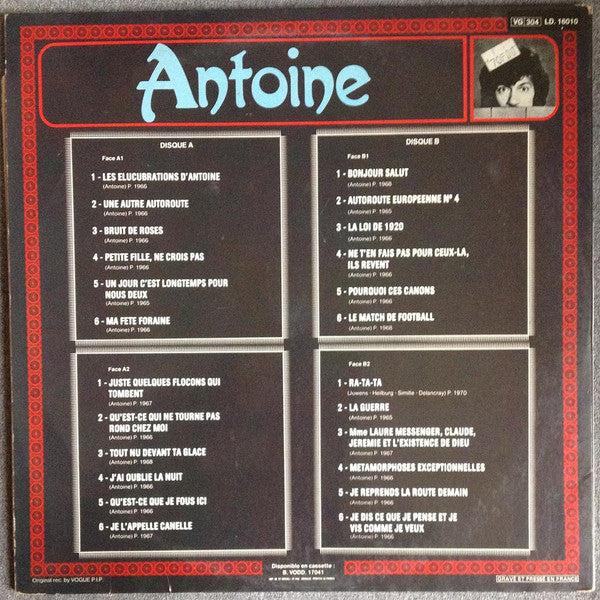 VG 304 LD. 16010
Antoine
DISQUE A
Face A1
1 - LES ELUCUBRATIONS D'ANTOINE
(Antoine) P. 1966
2 - UNE AUTRE AUTOROUTE
(Antoine) P. 1966
3 - BRUIT DE ROSES
(Antoine) P. 1966
4 - PETITE FILLE, NE CROIS PAS
(Antoine) P. 1966
5 - UN JOUR C'EST LONGTEMPS POUR
NOUS DEUX
(Antoine) P. 1965
6 - MA FETE FORAINE
(Antoine) P. 1966
Face A2
1 - JUSTE QUELQUES FLOCONS QUI
TOMBENT
(Antoine) P. 1967
2 - QU'EST-CE QUI NE TOURNE PAS
ROND CHEZ MOI
(Antoine) P. 1966
3 - TOUT NU DEVANT TA GLACE
(Antoine) P. 1968
4 - J'AI OUBLIE LA NUIT
(Antoine) P. 1966
5 - QU'EST-CE QUE JE FOUS ICI
(Antoine) P. 1966
6 - JE L'APPELLE CANELLE
(Antoine) P. 1967
DISQUE B
Face B1
1 - BONJOUR SALUT
(Antoine) P. 1968
2 - AUTOROUTE EUROPEENNE N° 4
(Antoine) P. 1965
3 - LA LOI DE 1920
(Antoine) P. 1966
4 - NE T'EN FAIS PAS POUR CEUX-LA,
ILS REVENT
(Antoine) P. 1966
5 - POURQUOI CES CANONS
(Antoine) P. 1966
6 - LE MATCH DE FOOTBALL
(Antoine) P. 1968
Face B2
1 - RA-TA-TA
(Juwens - Heilburg - Simille - Delancray) P. 1970
2 - LA GUERRE
(Antoine) P. 1965
3 - Mme LAURE MESSENGER, CLAUDE,
JEREMIE ET L'EXISTENCE DE DIEU
(Antoine) P. 1967
4 - METAMORPHOSES EXCEPTIONNELLES
(Antoine) P. 1966
5 - JE REPRENDS LA ROUTE DEMAIN
(Antoine) P. 1966
6 - JE DIS CE QUE JE PENSE ET JE
VIS COMME JE VEUX
(Antoine) P. 1966
Original rec. by VOGUE P.I.P.
Disponible en cassette :
B. VODD. 17041
GRAVE ET PRESSE EN FRANCE